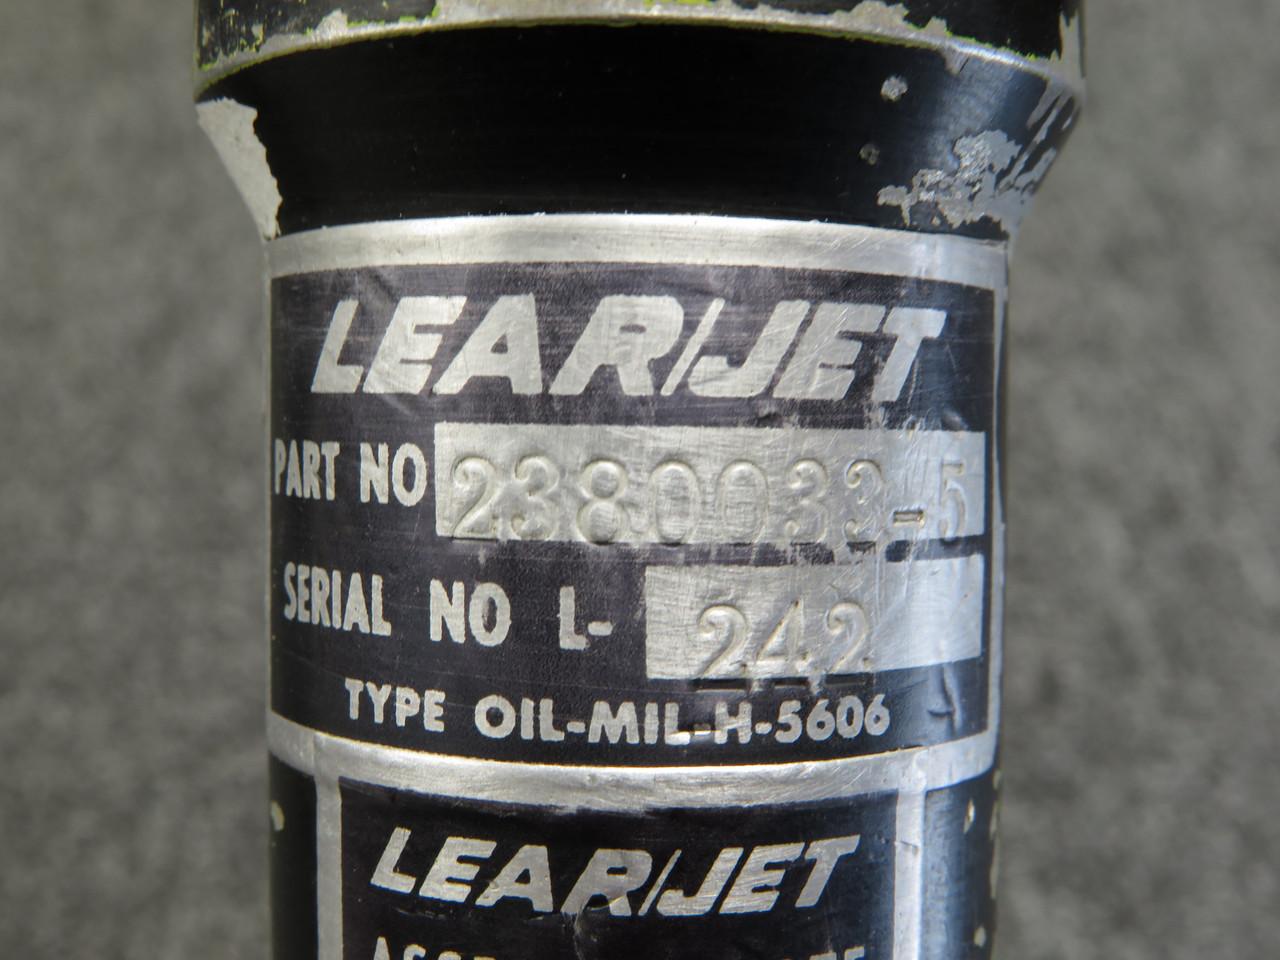 LEAR/JET
PART NO 2380033-5
SERIAL NO L- 242
TYPE OIL-MIL-H-5606
LEAR/JET